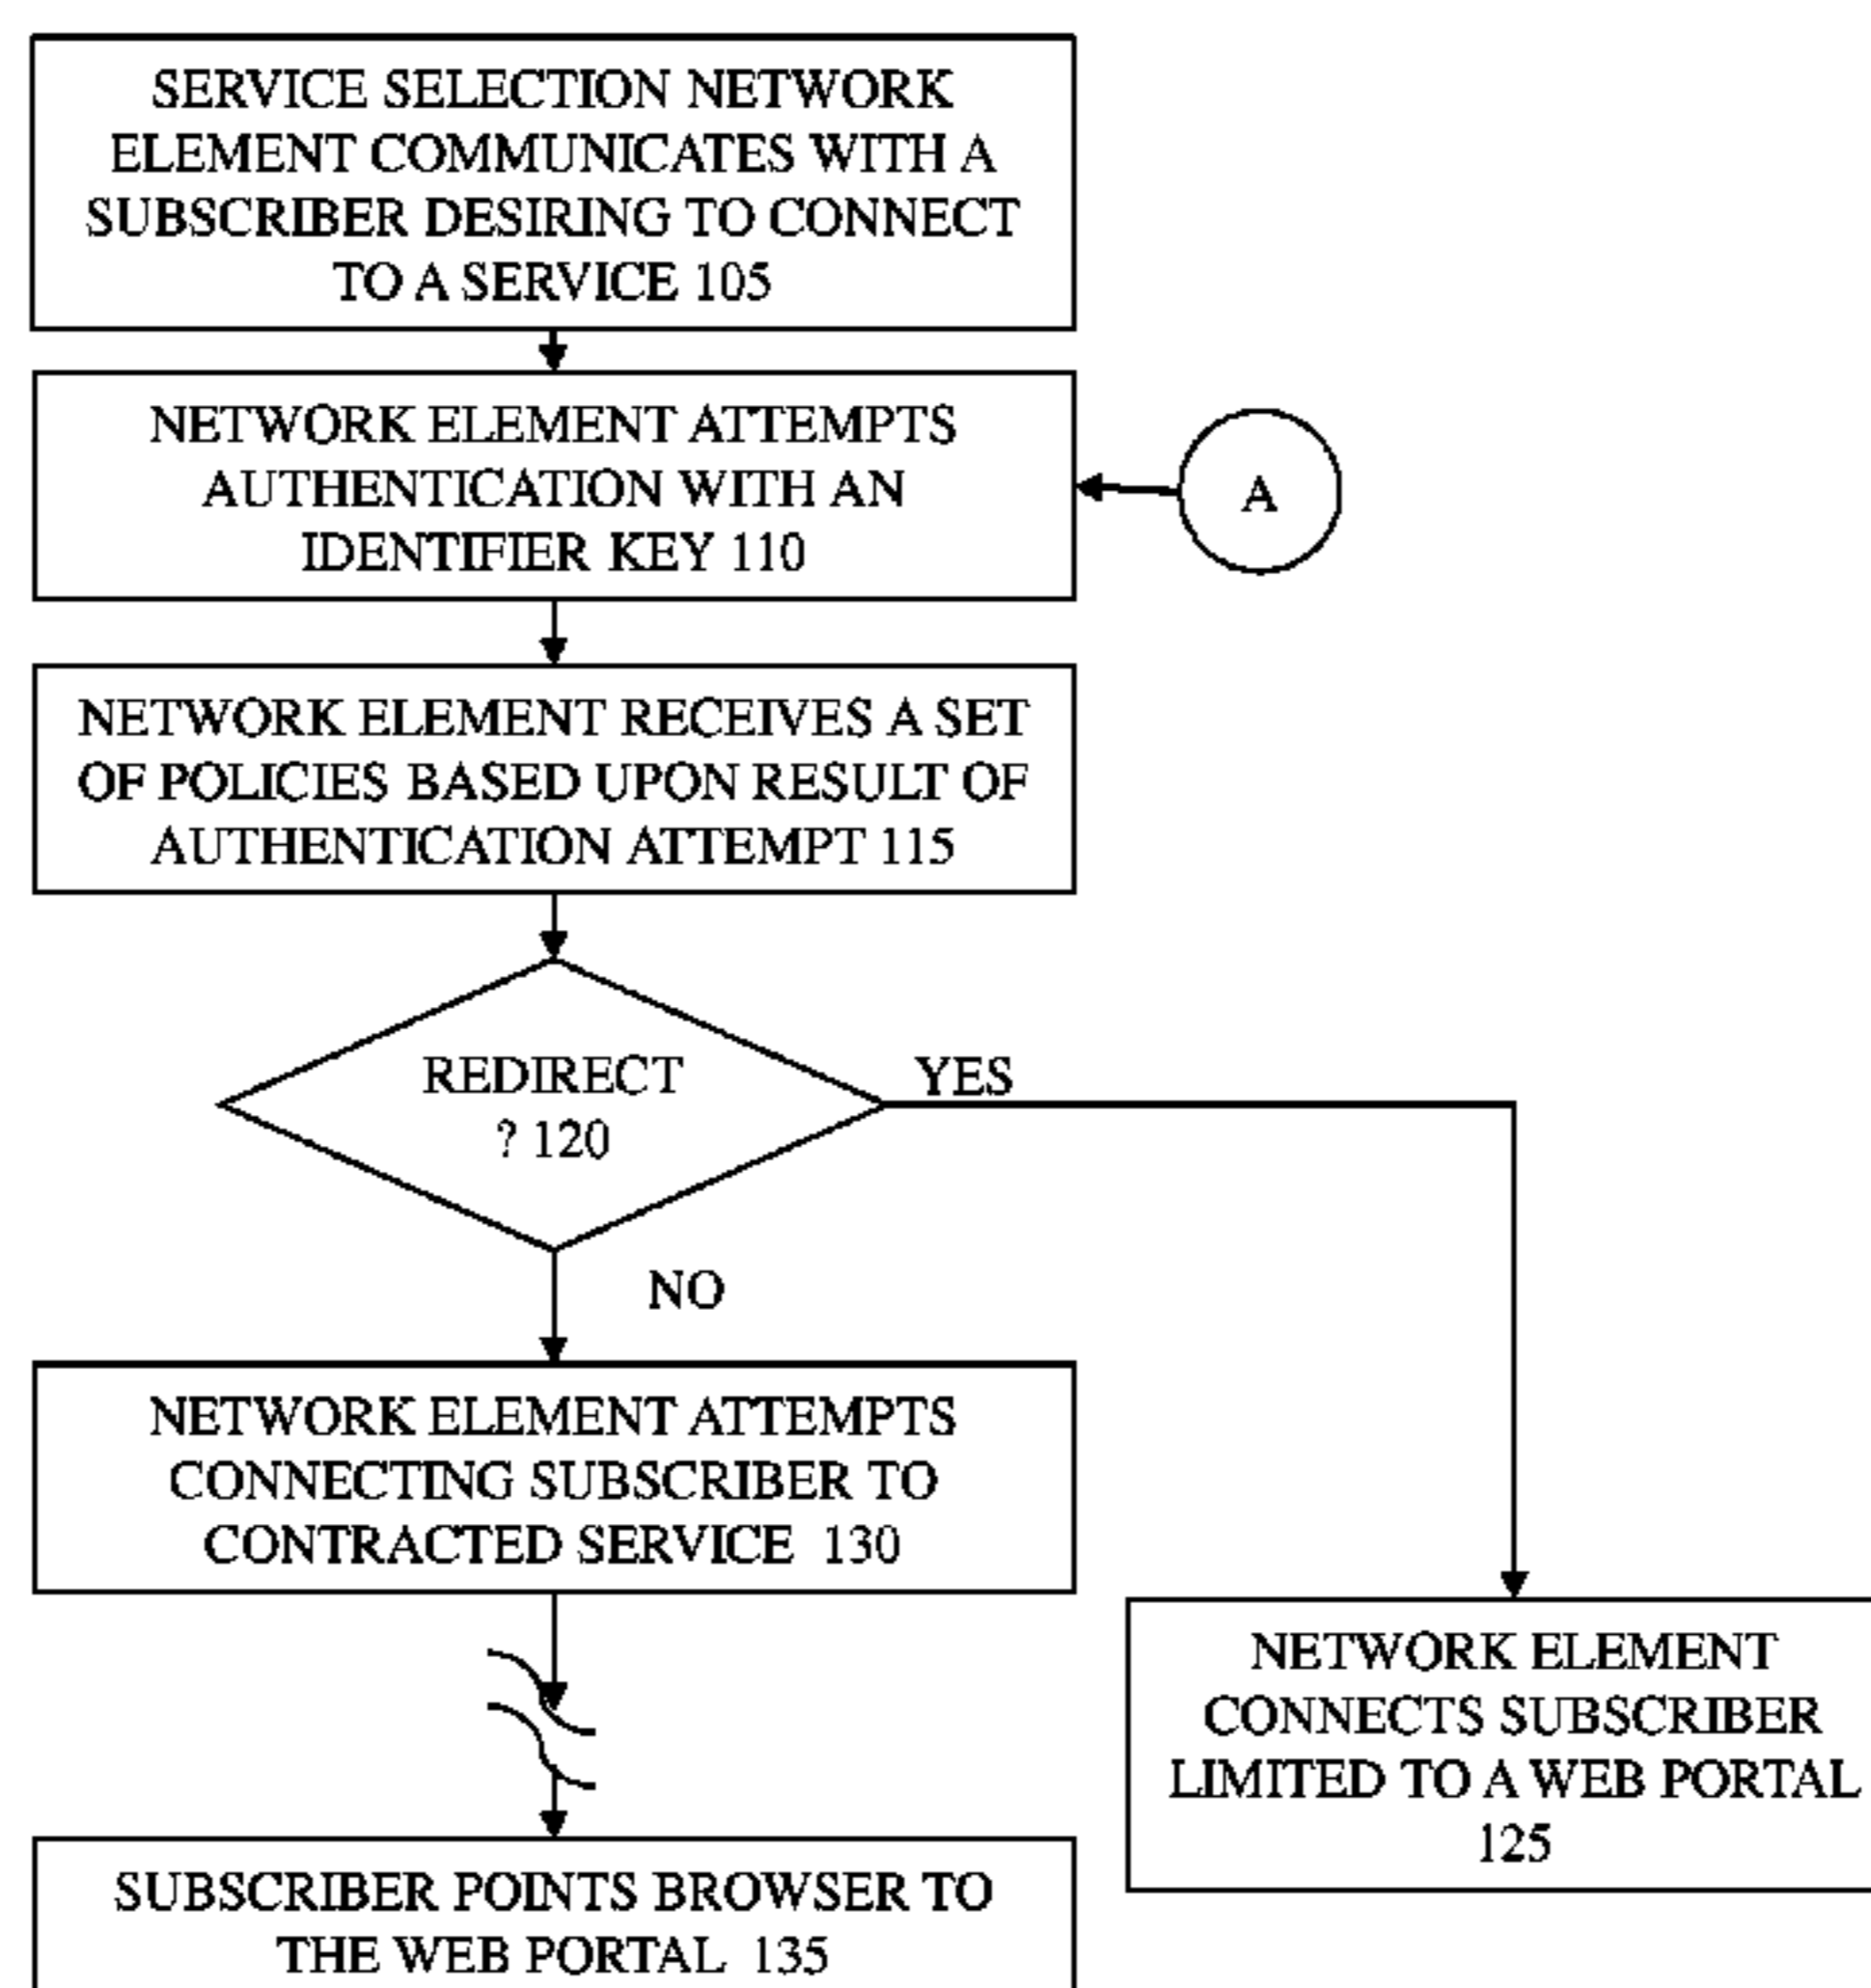 SERVICE SELECTION NETWORK
ELEMENT COMMUNICATES WITH A
SUBSCRIBER DESIRING TO CONNECT
TO A SERVICE 105
NETWORK ELEMENT ATTEMPTS
AUTHENTICATION WITH AN
IDENTIFIER KEY 110
A
NETWORK ELEMENT RECEIVES A SET
OF POLICIES BASED UPON RESULT OF
AUTHENTICATION ATTEMPT 115
REDIRECT
? 120
YES
NO
NETWORK ELEMENT ATTEMPTS
CONNECTING SUBSCRIBER TO
CONTRACTED SERVICE 130
NETWORK ELEMENT
CONNECTS SUBSCRIBER
LIMITED TO A WEB PORTAL
125
SUBSCRIBER POINTS BROWSER TO
THE WEB PORTAL 135